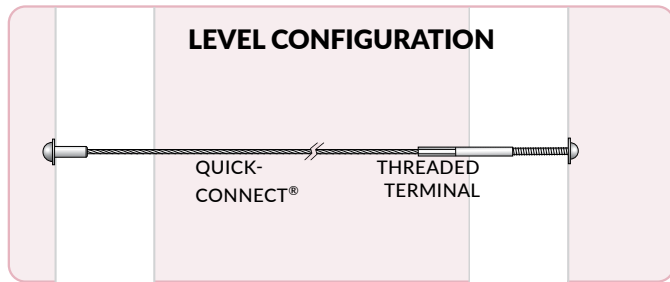 LEVEL CONFIGURATION
QUICK-
CONNECT®
THREADED
TERMINAL